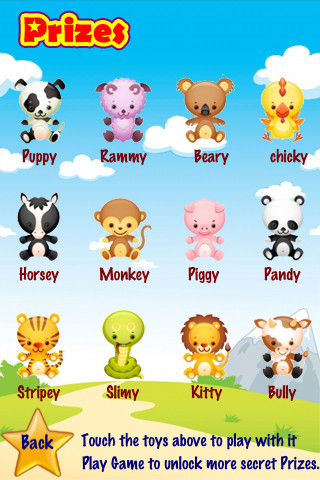 Prizes
Puppy Rammy Beary chicky
Horsey Monkey Piggy Pandy
Stripey Slimy Kitty Bully
Back
Touch the toys above to play with it
Play Game to unlock more secret Prizes.